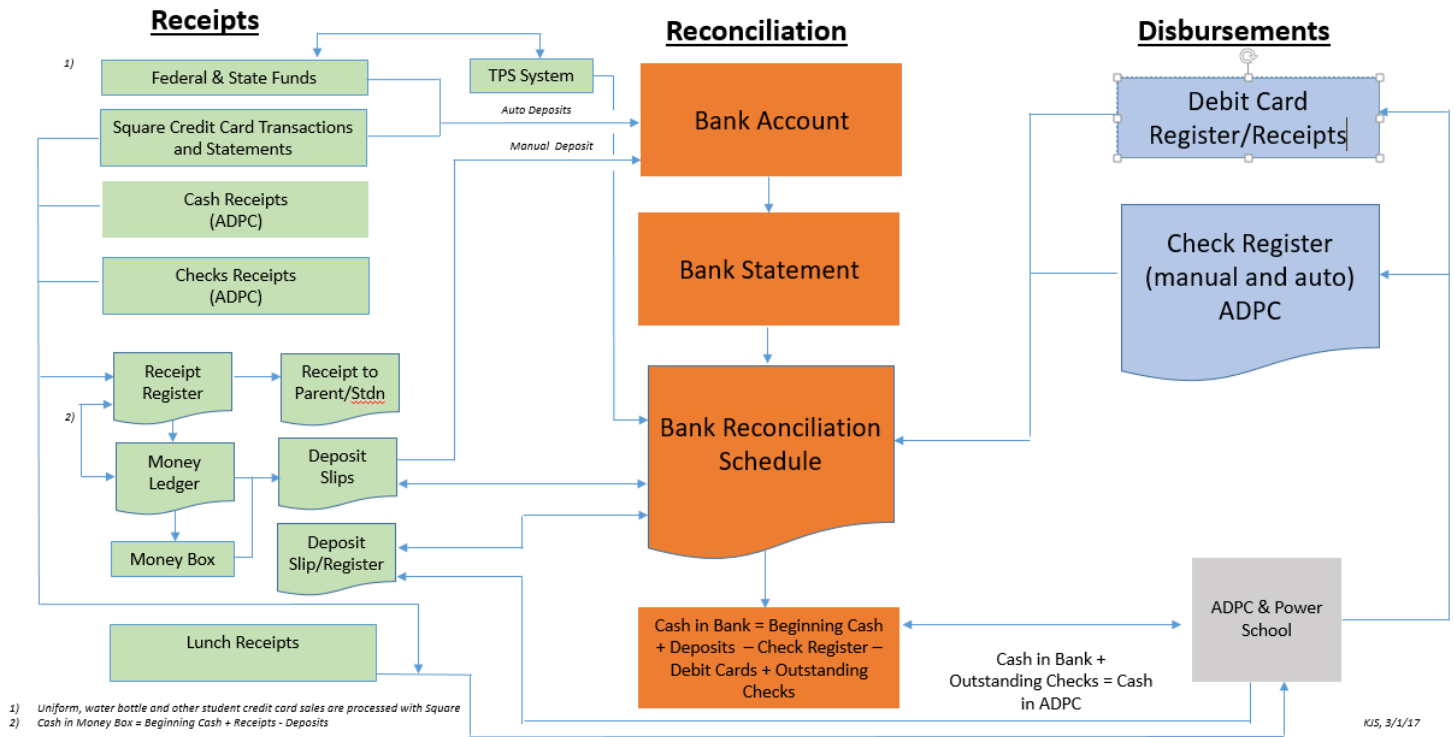 Receipts
Reconciliation
Disbursements
1)
Federal & State Funds
TPS System
Square Credit Card Transactions
and Statements
Auto Deposits
Manual Deposit
Bank Account
Debit Card
Register/Receipts
Cash Receipts
(ADPC)
Checks Receipts
(ADPC)
Bank Statement
Check Register
(manual and auto)
ADPC
Receipt
Register
Receipt to
Parent/Stdn
2)
Money
Ledger
Deposit
Slips
Bank Reconciliation
Schedule
Money Box
Deposit
Slip/Register
Lunch Receipts
Cash in Bank = Beginning Cash
+ Deposits – Check Register –
Debit Cards + Outstanding
Checks
ADPC & Power
School
Cash in Bank +
Outstanding Checks = Cash
in ADPC
1) Uniform, water bottle and other student credit card sales are processed with Square
2) Cash in Money Box = Beginning Cash + Receipts - Deposits
KJS, 3/1/17